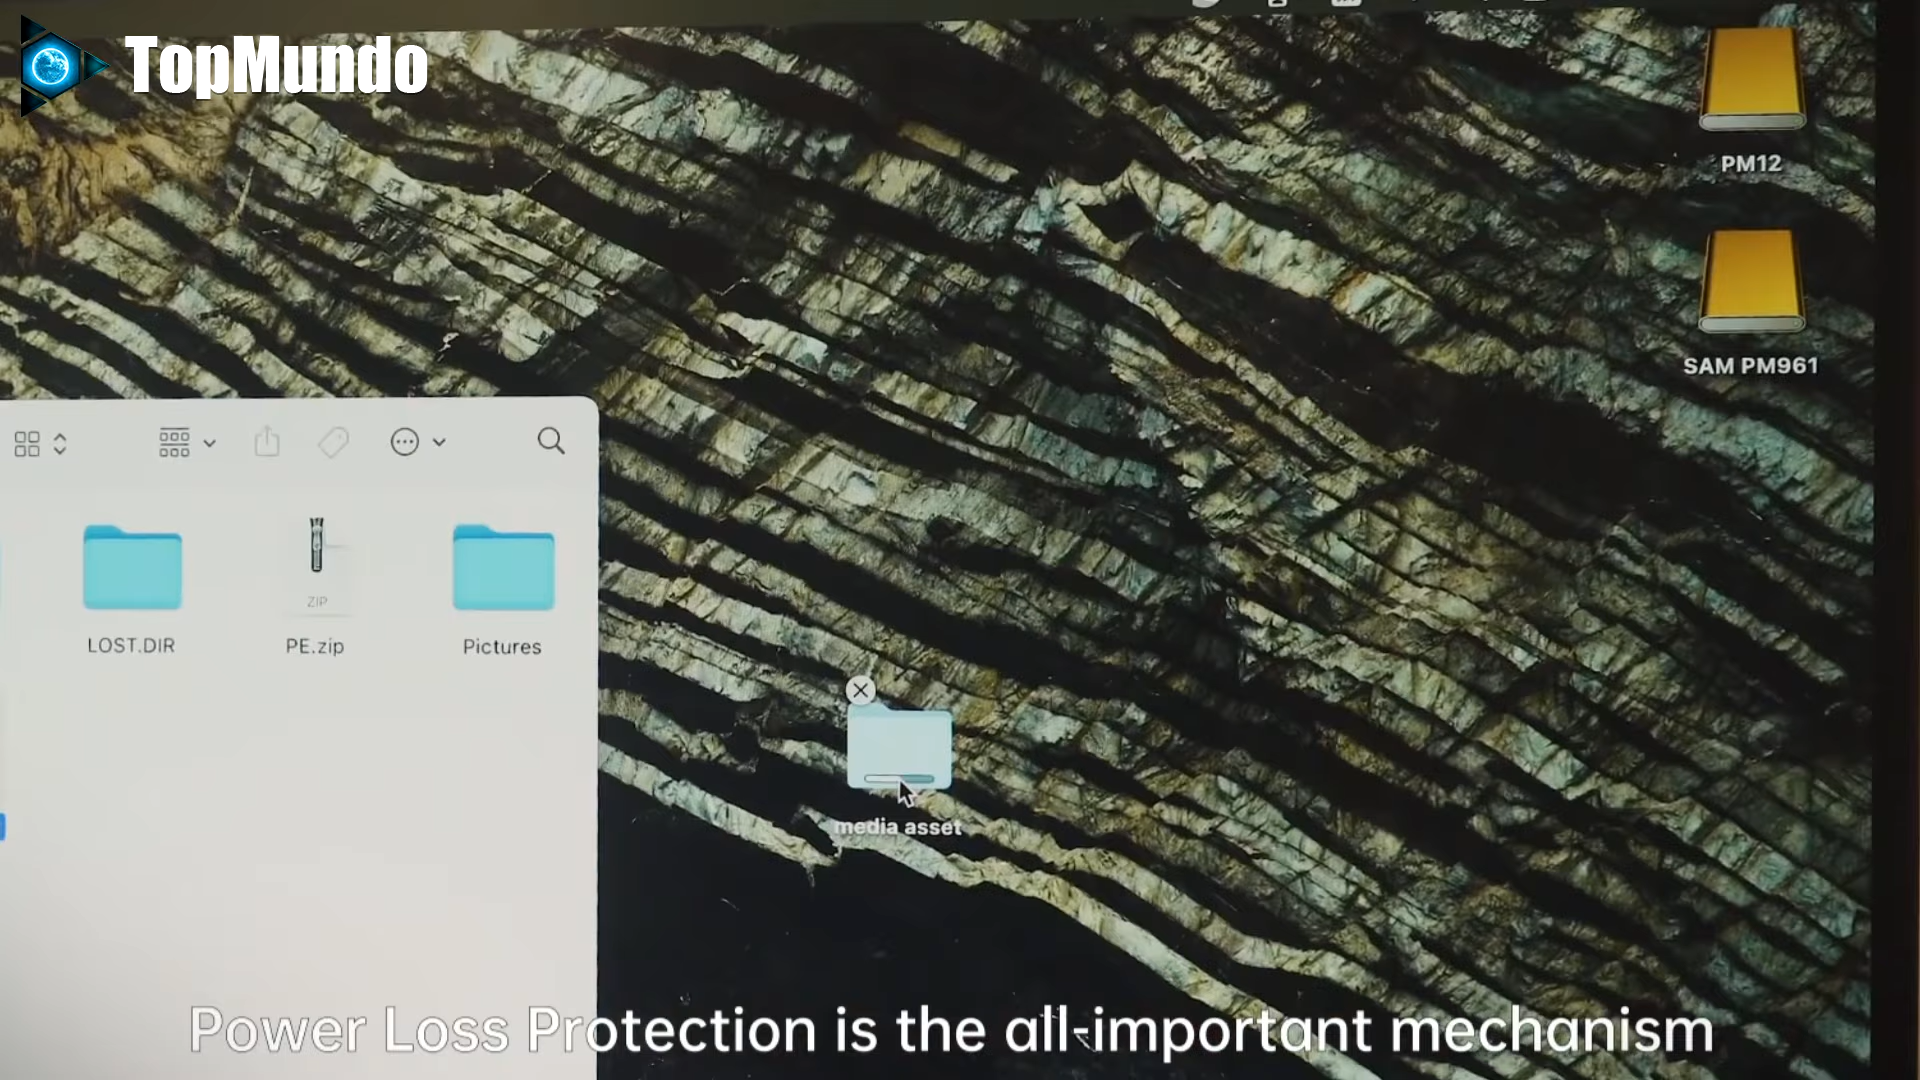 TopMundo
PM12
SAM PM961
LOST.DIR
ZIP
PE.zip
Pictures
media asset
Power Loss Protection is the all-important mechanism